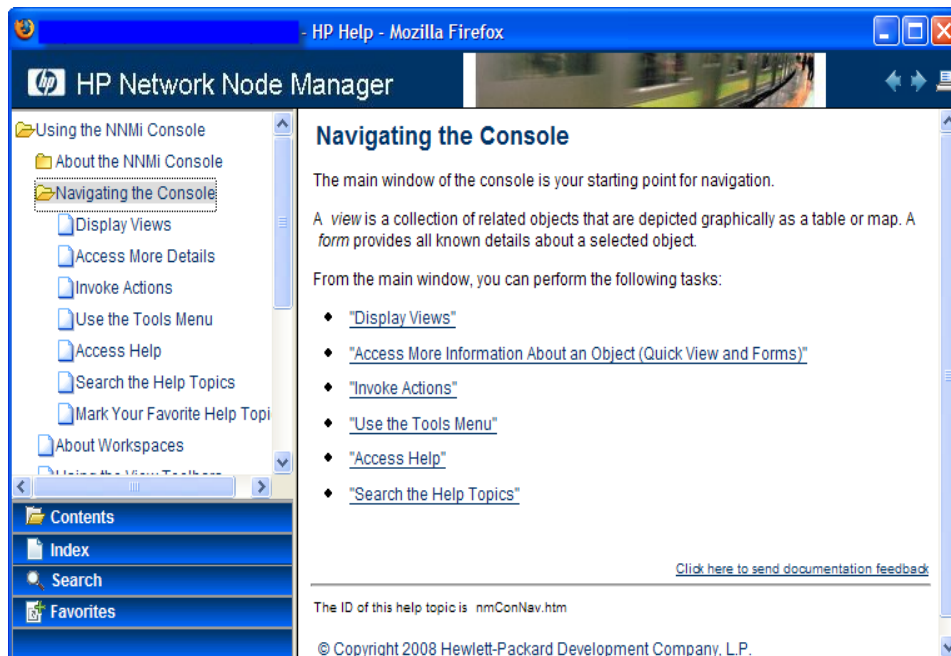 - HP Help - Mozilla Firefox
hp HP Network Node Manager
Using the NNMi Console
About the NNMi Console
Navigating the Console
Display Views
Access More Details
Invoke Actions
Use the Tools Menu
Access Help
Search the Help Topics
Mark Your Favorite Help Topi
About Workspaces
Using the View Toolbars
Contents
Index
Search
Favorites
Navigating the Console
The main window of the console is your starting point for navigation.
A view is a collection of related objects that are depicted graphically as a table or map. A
form provides all known details about a selected object.
From the main window, you can perform the following tasks:
"Display Views"
"Access More Information About an Object (Quick View and Forms)"
"Invoke Actions"
"Use the Tools Menu"
"Access Help"
"Search the Help Topics"
Click here to send documentation feedback
The ID of this help topic is nmConNav.htm
© Copyright 2008 Hewlett-Packard Development Company, L.P.